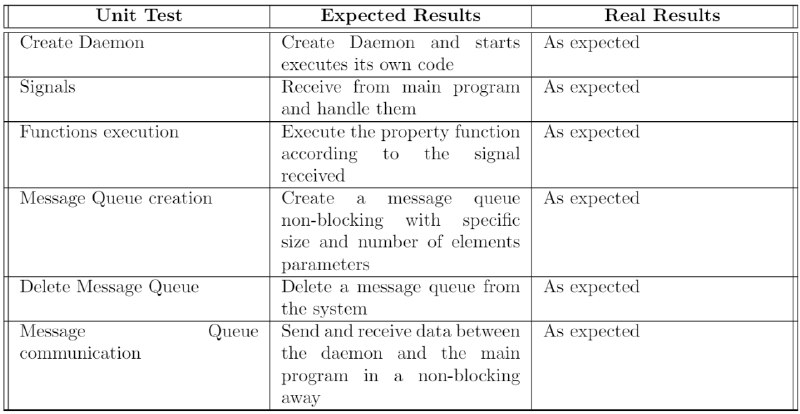 Unit Test Expected Results Real Results
Create Daemon Create Daemon and starts As expected
executes its own code
Signals Receive from main program As expected
and handle them
Functions execution Execute the property function As expected
according to the signal
received
Message Queue creation Create a message queue As expected
non-blocking with specific
size and number of elements
parameters
Delete Message Queue Delete a message queue from As expected
the system
Message Queue Send and receive data between As expected
communication the daemon and the main
program in a non-blocking
away